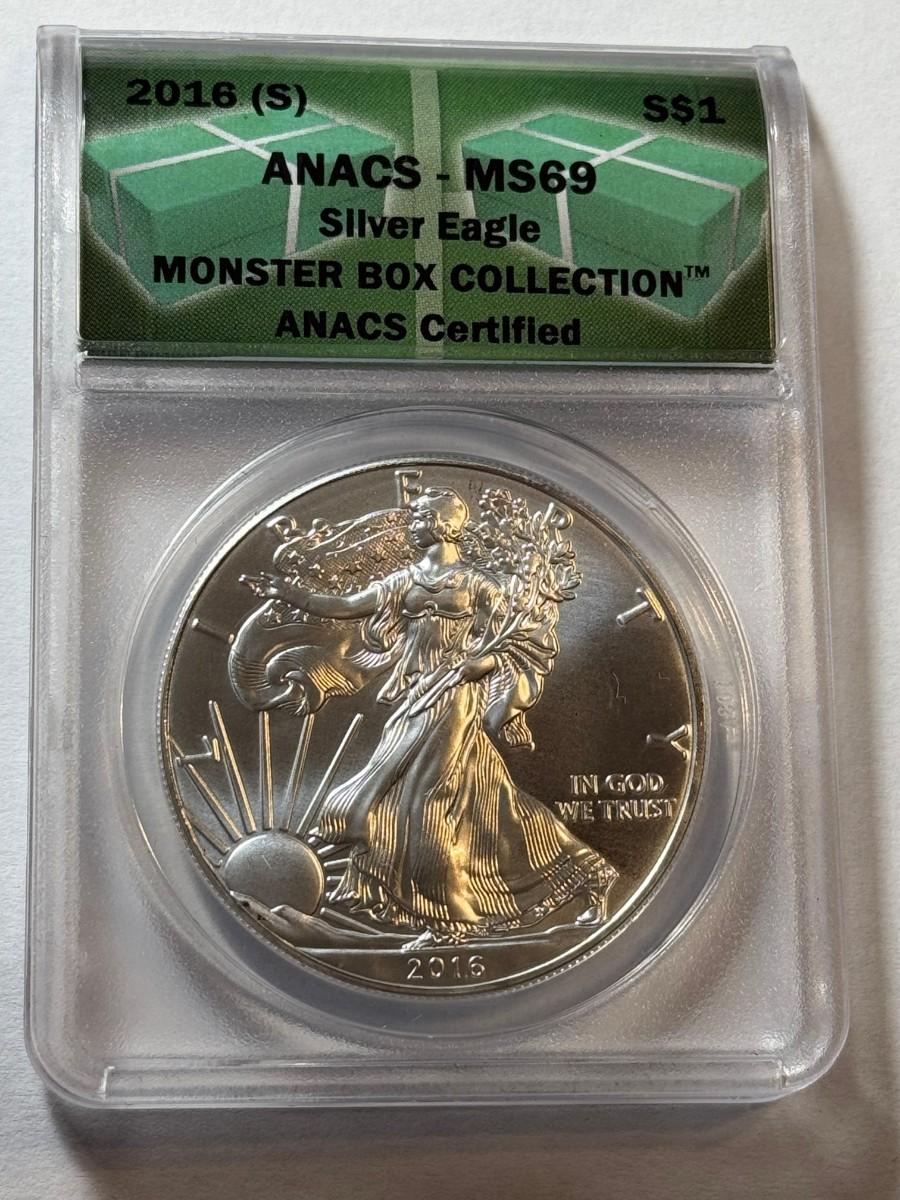 2016 (S) S$1
ANACS - MS69
Silver Eagle
MONSTER BOX COLLECTION™
ANACS Certified
LIBERTY
IN GOD
WE TRUST
2016